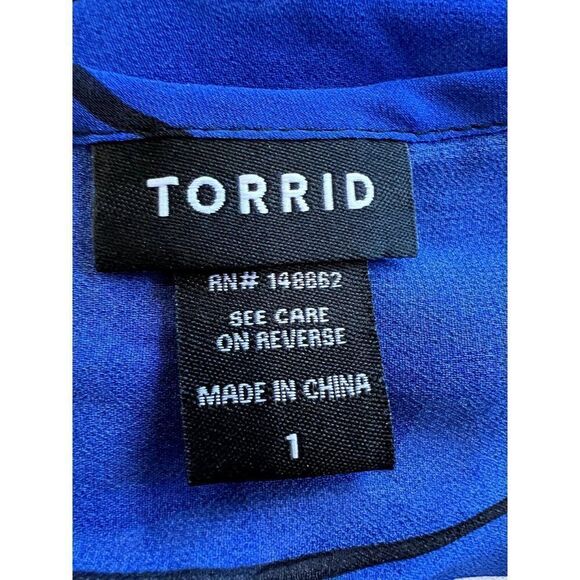 TORRID
RN# 148862
SEE CARE
ON REVERSE
MADE IN CHINA
1